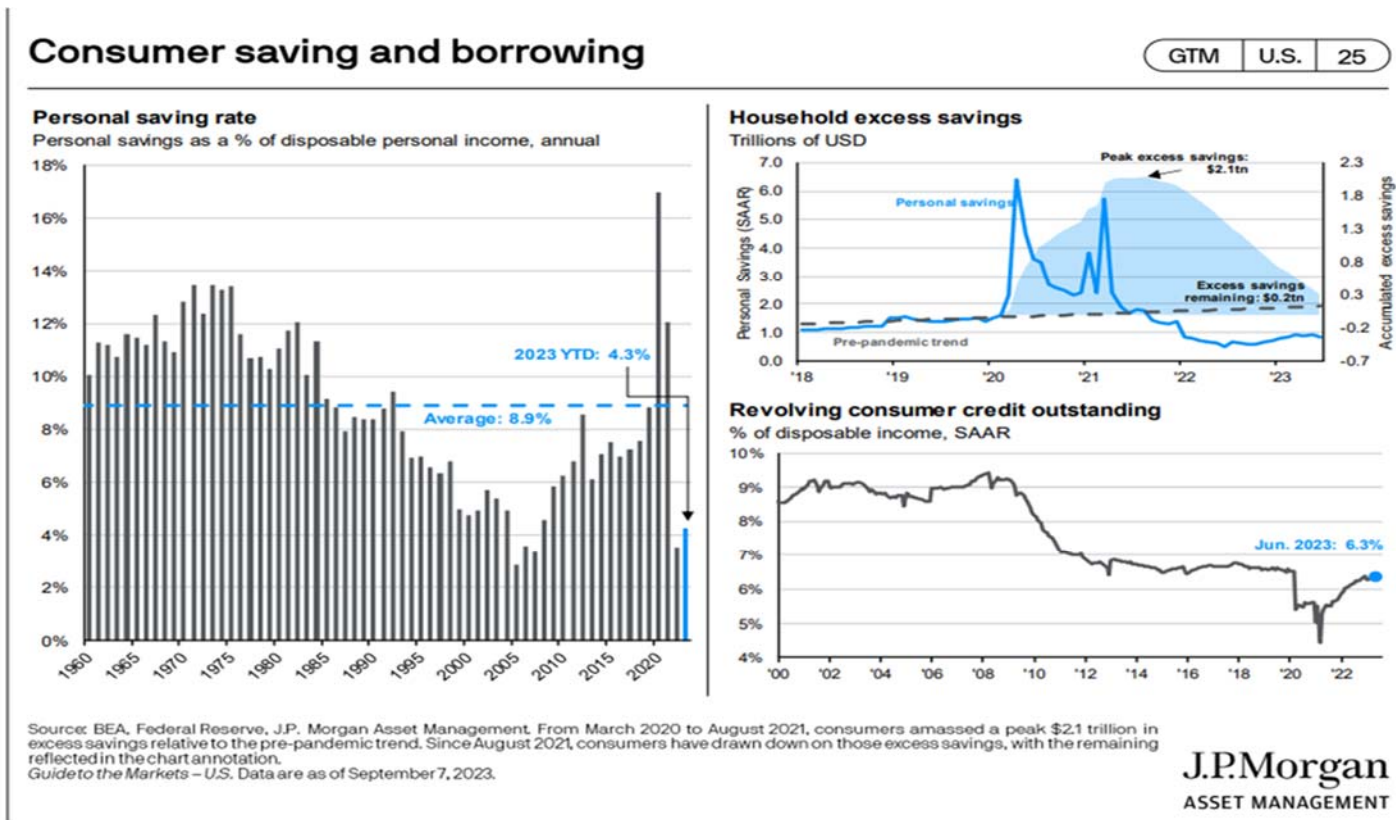 Consumer saving and borrowing
GTM U.S. 25
Personal saving rate
Personal savings as a % of disposable personal income, annual
18%
16%
14%
12%
10%
8%
6%
4%
2%
0%
2023 YTD: 4.3%
Average: 8.9%
1960
1965
1970
1975
1980
1985
1990
1995
2000
2005
2010
2015
2020
Household excess savings
Trillions of USD
Personal Savings (SAAR)
7.0
6.0
5.0
4.0
3.0
2.0
1.0
0.0
Peak excess savings:
$2.1tn
Personal savings
Excess savings
remaining: $0.2tn
Pre-pandemic trend
2.3
1.8
1.3
0.8
0.3
-0.2
-0.7
Accumulated excess savings
'18 '19 '20 '21 '22 '23
Revolving consumer credit outstanding
% of disposable income, SAAR
10%
9%
8%
7%
6%
5%
4%
Jun. 2023: 6.3%
'00 '02 '04 '06 '08 '10 '12 '14 '16 '18 '20 '22
Source: BEA, Federal Reserve, J.P. Morgan Asset Management. From March 2020 to August 2021, consumers amassed a peak $2.1 trillion in
excess savings relative to the pre-pandemic trend. Since August 2021, consumers have drawn down on those excess savings, with the remaining
reflected in the chart annotation.
Guide to the Markets – U.S. Data are as of September 7, 2023.
J.P.Morgan
ASSET MANAGEMENT